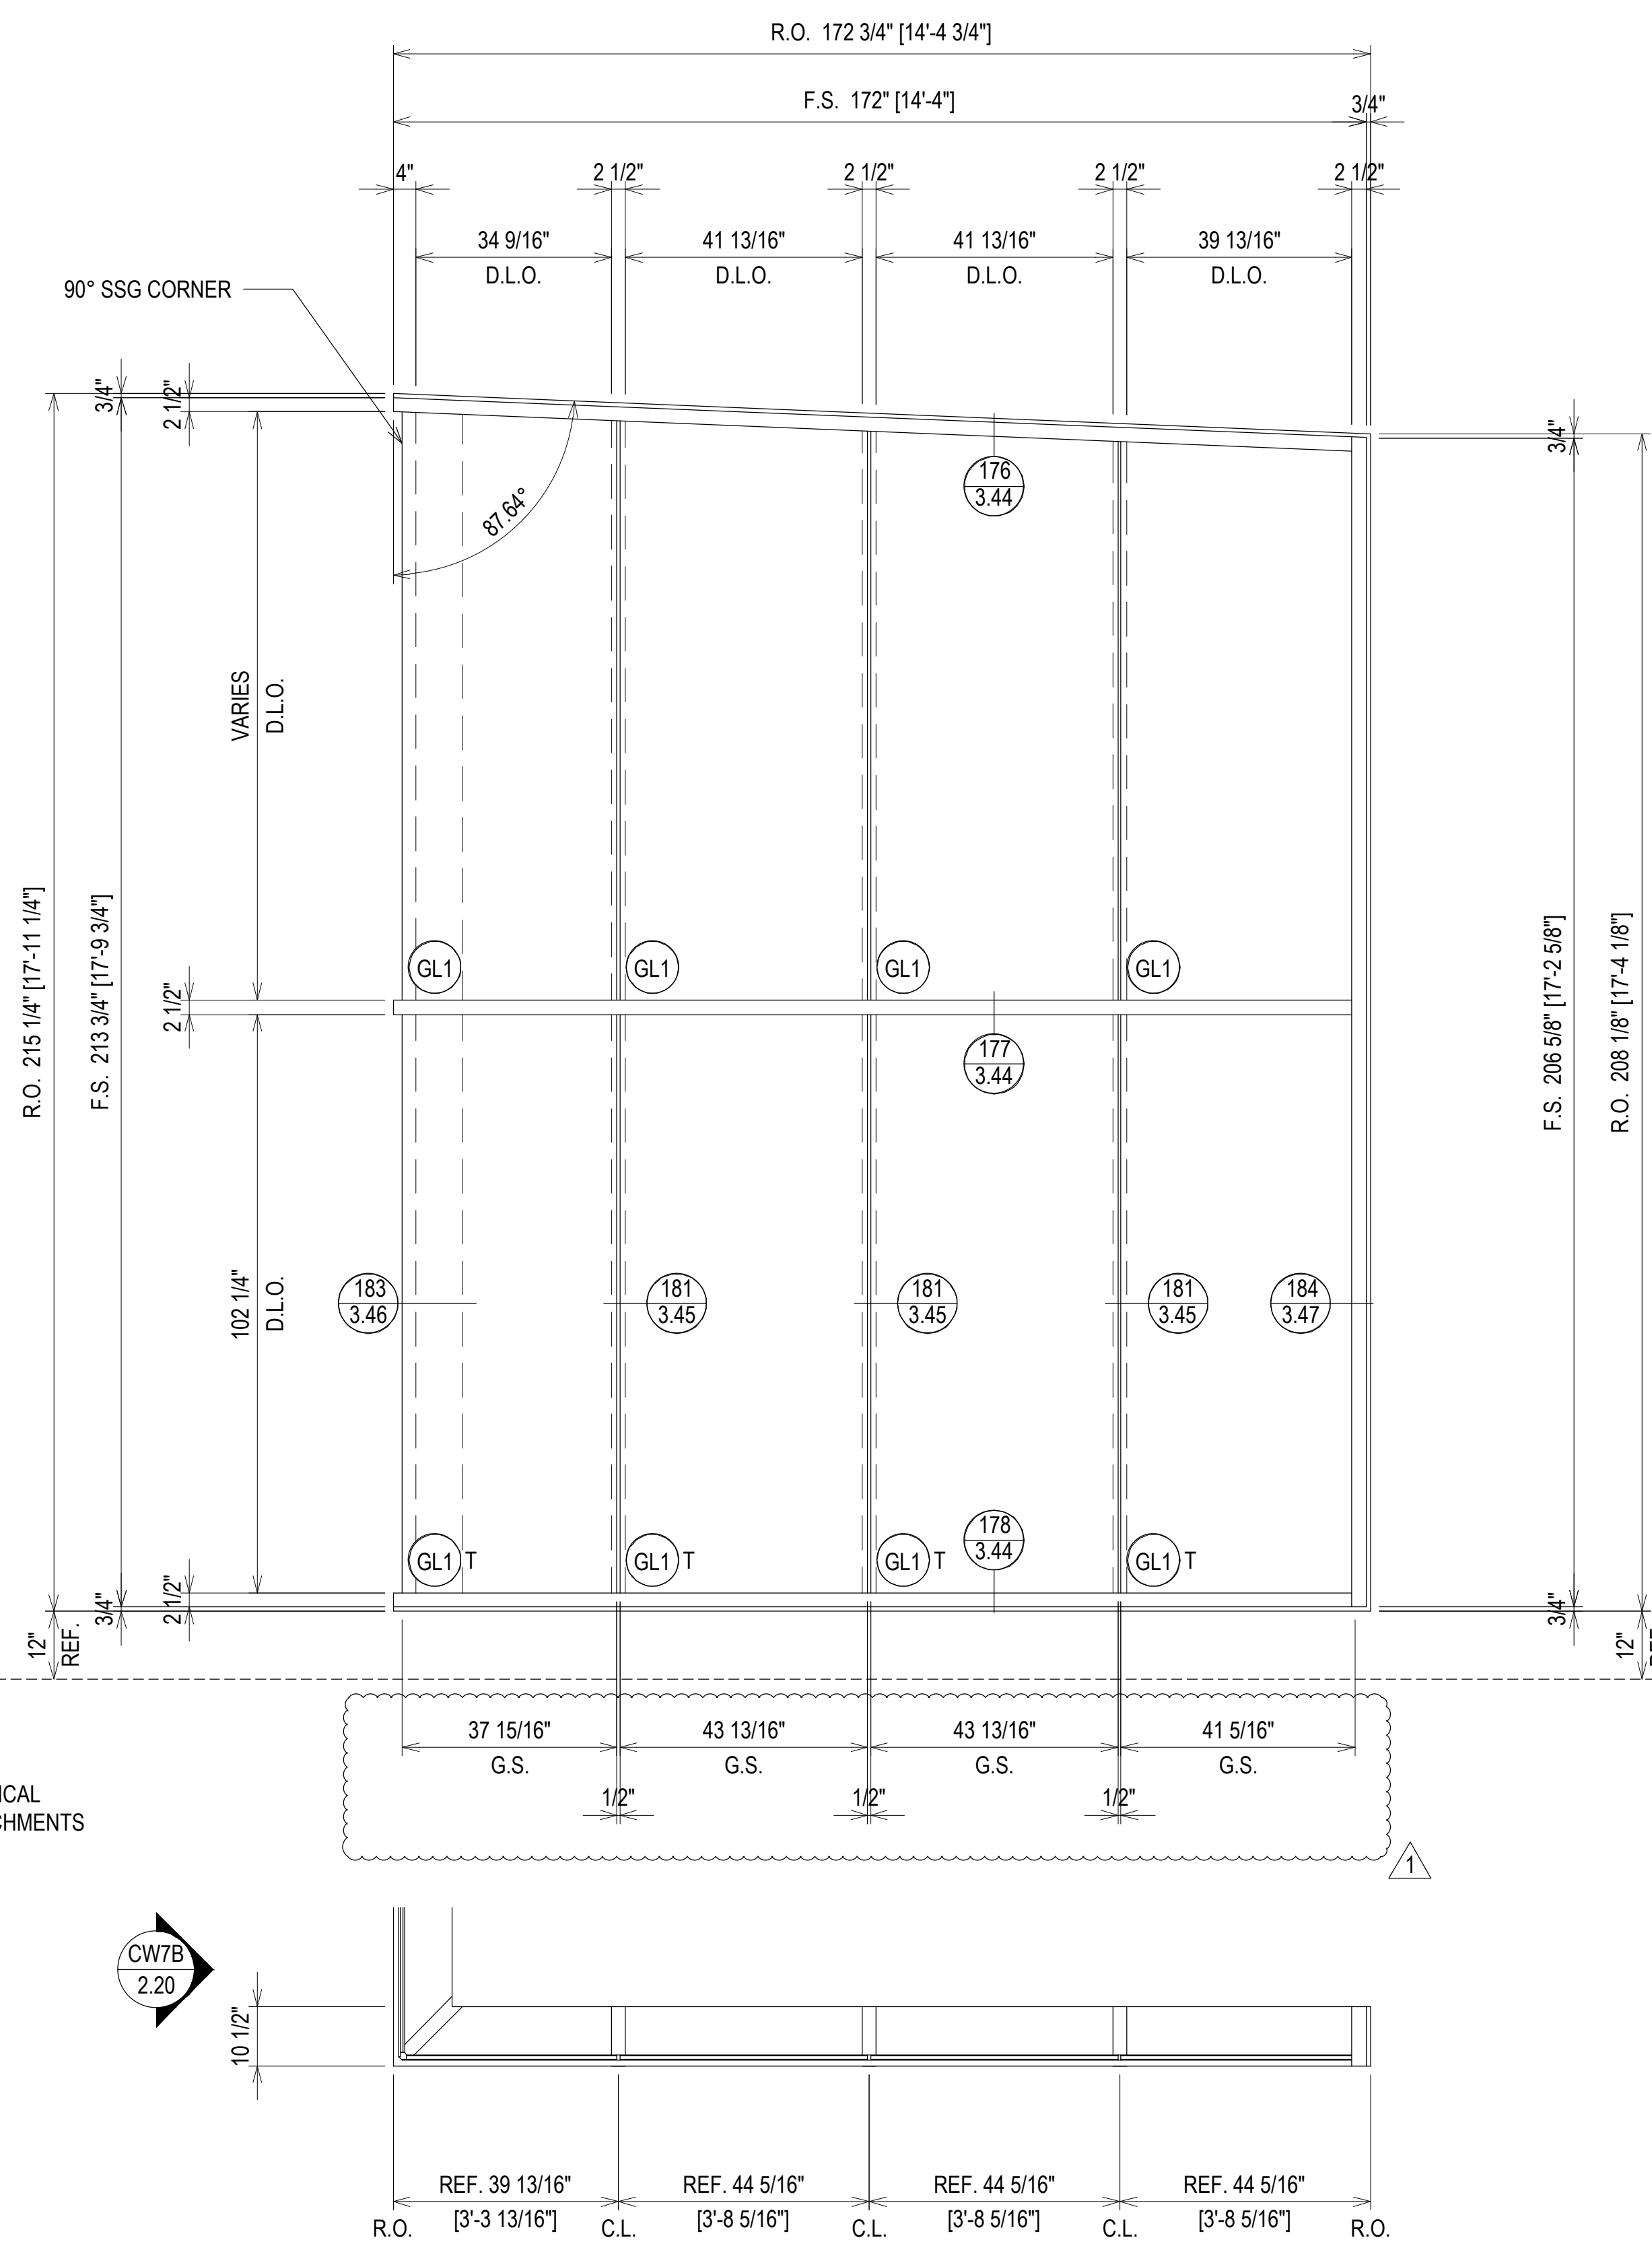 R.O. 172 3/4" [14'-4 3/4"]
F.S. 172" [14'-4"]
3/4"
4"
2 1/2"
2 1/2"
2 1/2"
2 1/2"
34 9/16"
D.L.O.
41 13/16"
D.L.O.
41 13/16"
D.L.O.
39 13/16"
D.L.O.
90° SSG CORNER
3/4"
2 1/2"
3/4"
87.64°
176
3.44
VARIES
D.L.O.
R.O. 215 1/4" [17'-11 1/4"]
F.S. 213 3/4" [17'-9 3/4"]
F.S. 206 5/8" [17'-2 5/8"]
R.O. 208 1/8" [17'-4 1/8"]
GL1
GL1
GL1
GL1
2 1/2"
177
3.44
102 1/4"
D.L.O.
183
3.46
181
3.45
181
3.45
181
3.45
184
3.47
178
3.44
GL1 T
GL1 T
GL1 T
GL1 T
3/4"
2 1/2"
3/4"
12"
REF.
12"
37 15/16"
G.S.
43 13/16"
G.S.
43 13/16"
G.S.
41 5/16"
G.S.
1/2"
1/2"
1/2"
ICAL
CHMENTS
1
CW7B
2.20
10 1/2"
REF. 39 13/16"
[3'-3 13/16"]
REF. 44 5/16"
[3'-8 5/16"]
REF. 44 5/16"
[3'-8 5/16"]
REF. 44 5/16"
[3'-8 5/16"]
R.O.
C.L.
C.L.
C.L.
R.O.